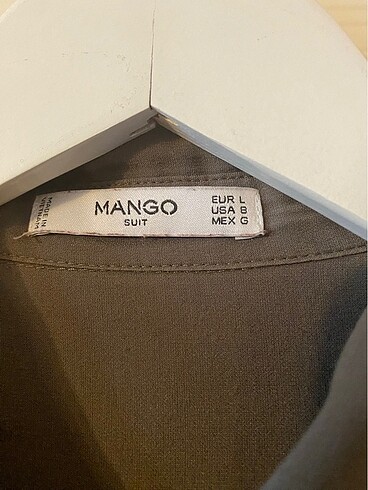 MADE IN
VIETNAM
MANGO
SUIT
EUR L
USA 8
MEX G